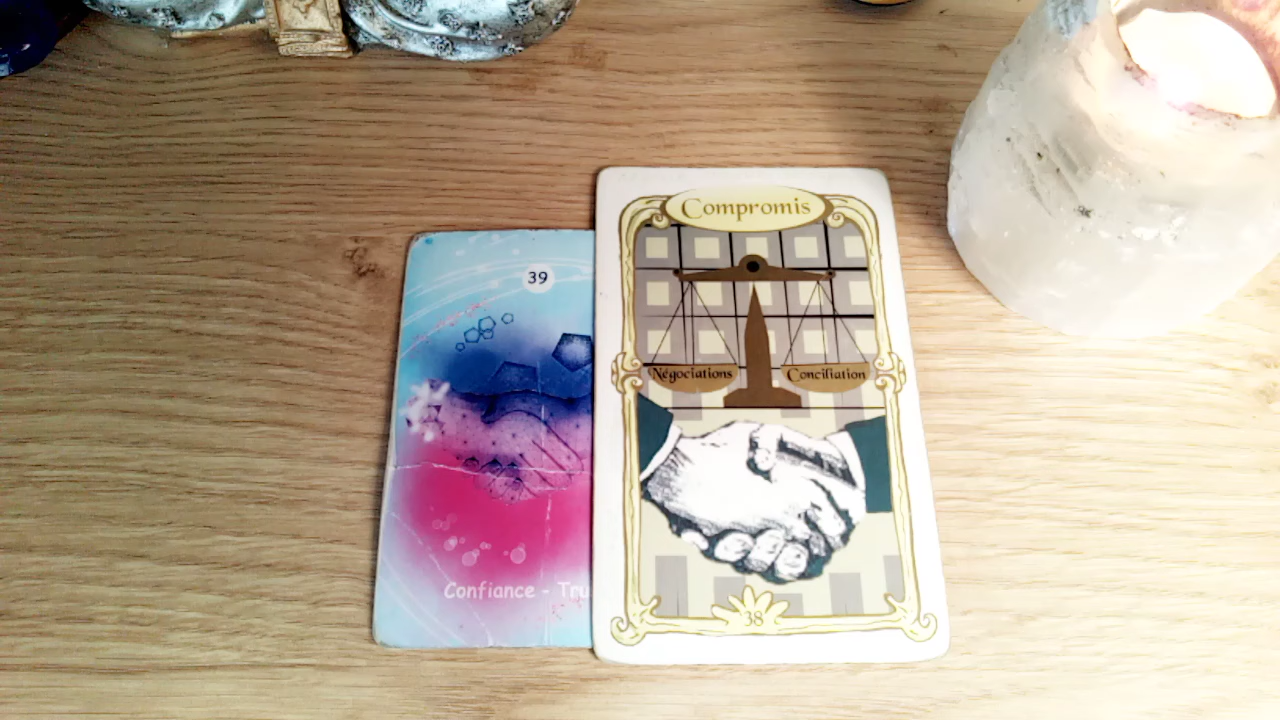 39
Confiance - Tru
Compromis
Négociations
Conciliation
38